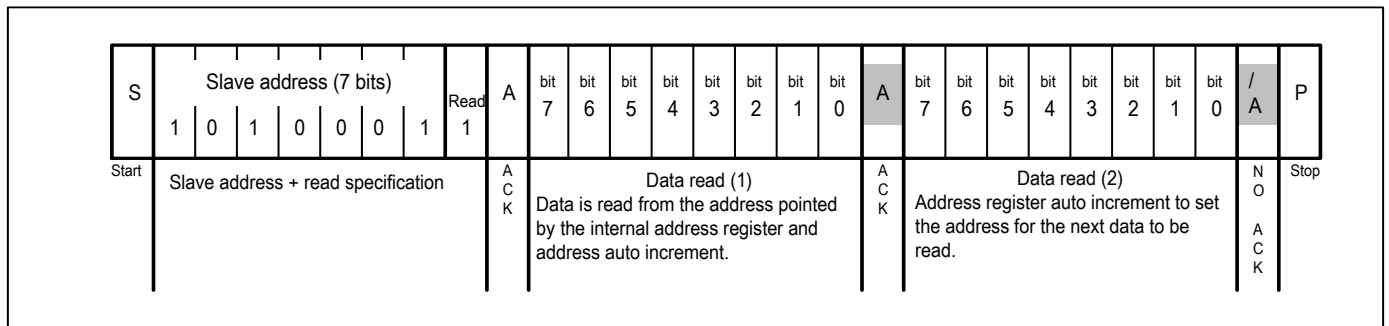 S Slave address (7 bits) Read A bit bit bit bit bit bit bit bit A bit bit bit bit bit bit bit bit / A P
1 0 1 0 0 0 1 1 7 6 5 4 3 2 1 0 7 6 5 4 3 2 1 0
Start
Slave address + read specification
A
C
K
Data read (1)
Data is read from the address pointed
by the internal address register and
address auto increment.
A
C
K
Data read (2)
Address register auto increment to set
the address for the next data to be
read.
N
O
A
C
K
Stop